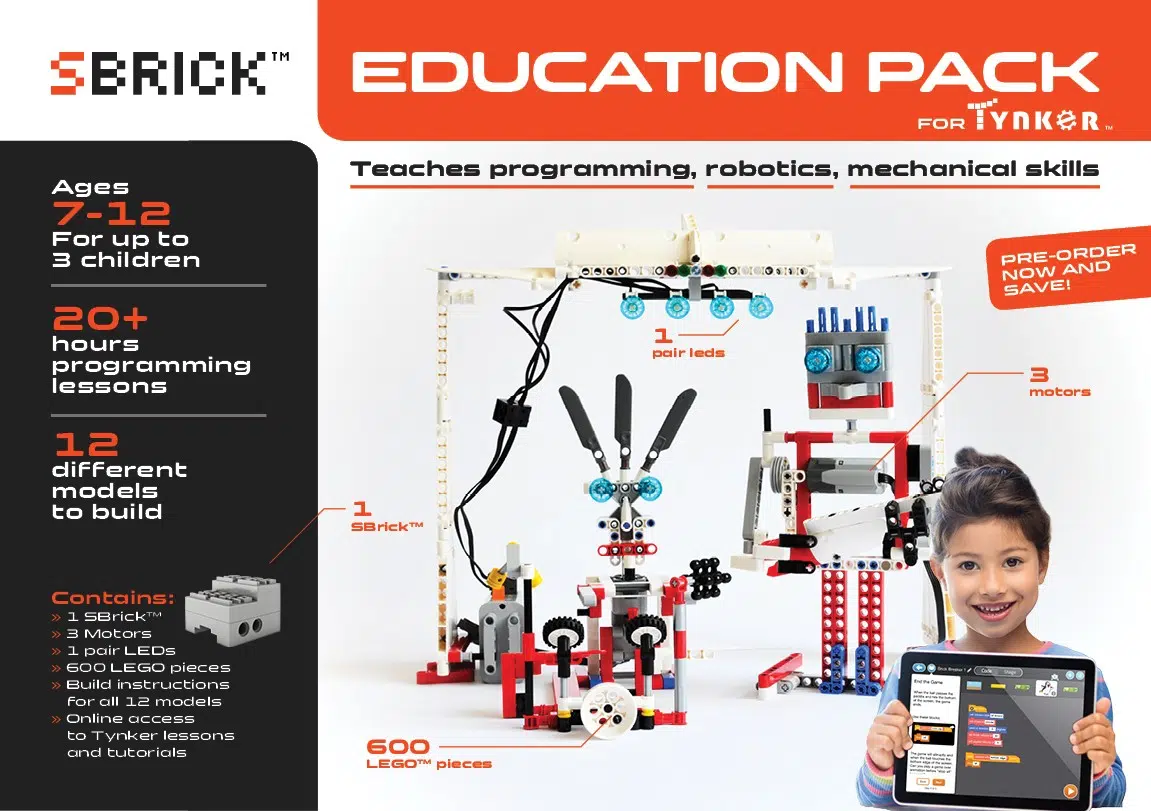 SBRICK™
EDUCATION PACK
FOR TYNKER™
Teaches programming, robotics, mechanical skills
Ages
7-12
For up to
3 children
20+
hours
programming
lessons
12
different
models
to build
PRE-ORDER
NOW AND
SAVE!
1
pair leds
3
motors
1
SBrick™
600
LEGO™ pieces
Contains:
» 1 SBrick™
» 3 Motors
» 1 pair LEDs
» 600 LEGO pieces
» Build instructions
for all 12 models
» Online access
to Tynker lessons
and tutorials
Code
Stage
End the Game